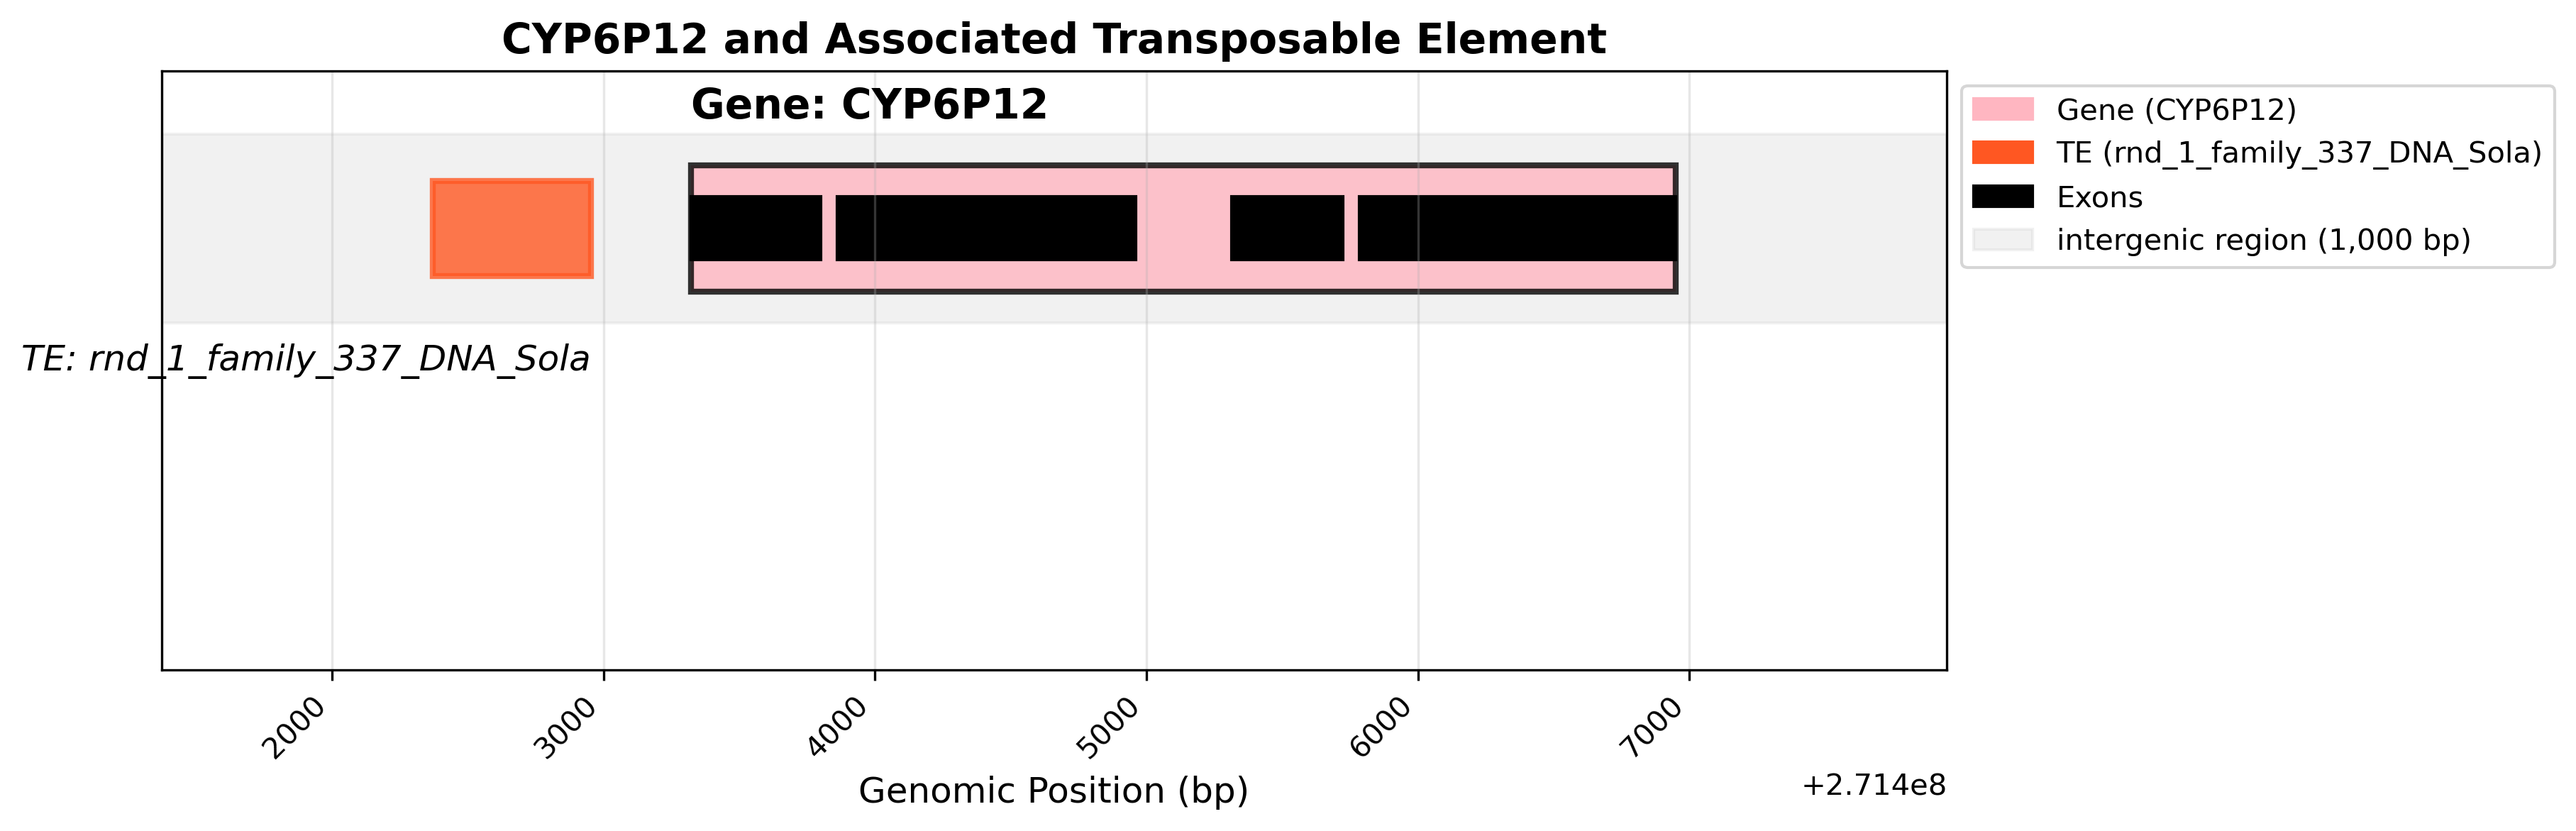 CYP6P12 and Associated Transposable Element
Gene: CYP6P12
Gene (CYP6P12)
TE (rnd_1_family_337_DNA_Sola)
Exons
intergenic region (1,000 bp)
TE: rnd_1_family_337_DNA_Sola
2000
3000
4000
5000
6000
7000
Genomic Position (bp)
+2.714e8